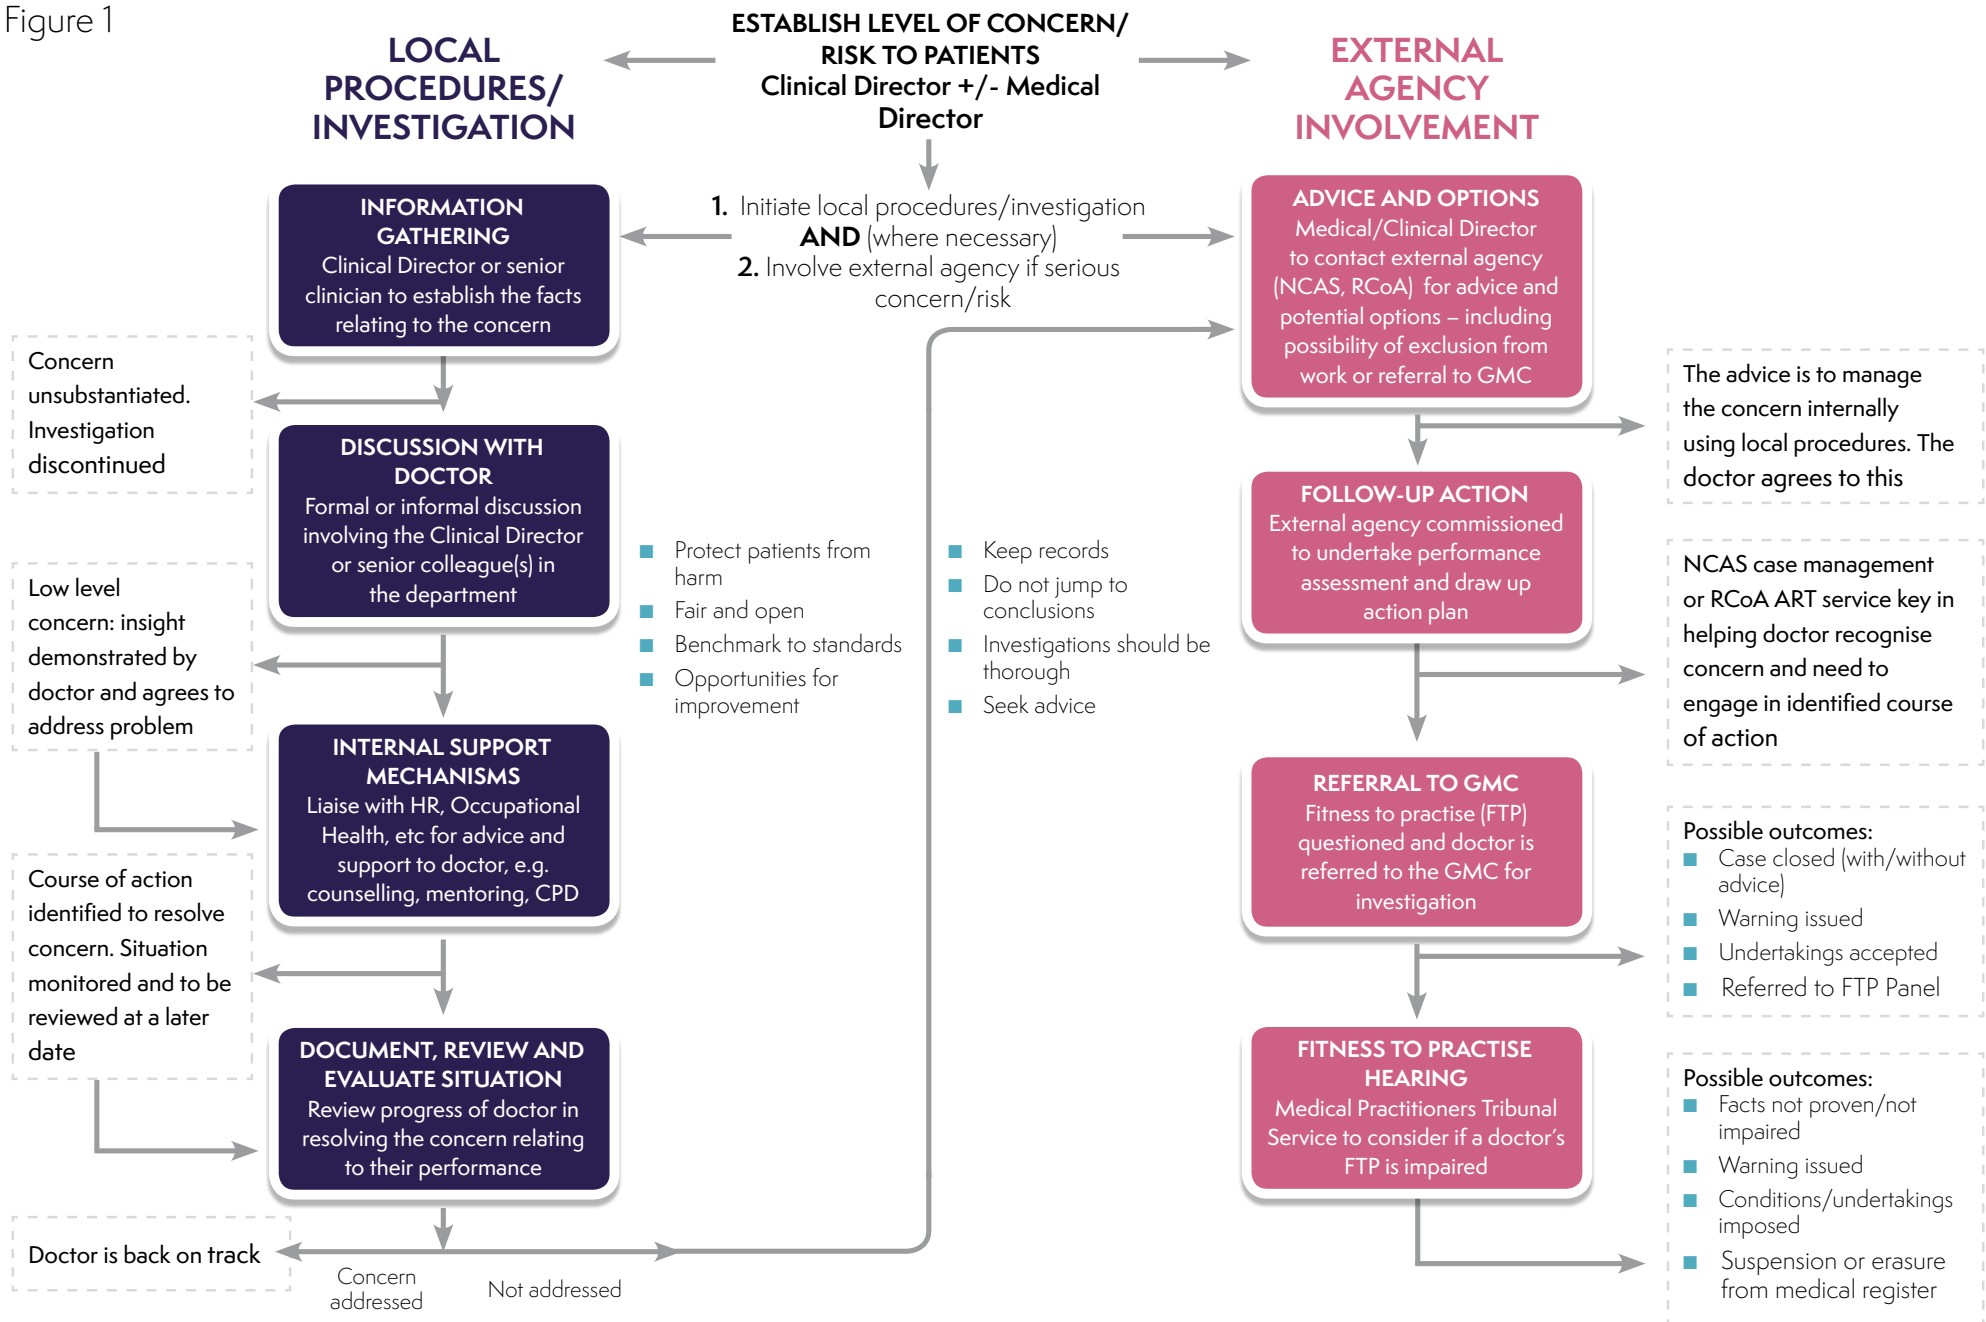 Figure 1
ESTABLISH LEVEL OF CONCERN/
RISK TO PATIENTS
Clinical Director +/- Medical
Director
LOCAL
PROCEDURES/
INVESTIGATION
EXTERNAL
AGENCY
INVOLVEMENT
1. Initiate local procedures/investigation
AND (where necessary)
2. Involve external agency if serious
concern/risk
INFORMATION
GATHERING
Clinical Director or senior
clinician to establish the facts
relating to the concern
Concern
unsubstantiated.
Investigation
discontinued
DISCUSSION WITH
DOCTOR
Formal or informal discussion
involving the Clinical Director
or senior colleague(s) in
the department
Low level
concern: insight
demonstrated by
doctor and agrees to
address problem
INTERNAL SUPPORT
MECHANISMS
Liaise with HR, Occupational
Health, etc for advice and
support to doctor, e.g.
counselling, mentoring, CPD
Course of action
identified to resolve
concern. Situation
monitored and to be
reviewed at a later
date
DOCUMENT, REVIEW AND
EVALUATE SITUATION
Review progress of doctor in
resolving the concern relating
to their performance
Doctor is back on track
Concern
addressed
Not addressed
Protect patients from
harm
Fair and open
Benchmark to standards
Opportunities for
improvement
Keep records
Do not jump to
conclusions
Investigations should be
thorough
Seek advice
ADVICE AND OPTIONS
Medical/Clinical Director
to contact external agency
(NCAS, RCoA) for advice and
potential options – including
possibility of exclusion from
work or referral to GMC
The advice is to manage
the concern internally
using local procedures. The
doctor agrees to this
FOLLOW-UP ACTION
External agency commissioned
to undertake performance
assessment and draw up
action plan
NCAS case management
or RCoA ART service key in
helping doctor recognise
concern and need to
engage in identified course
of action
REFERRAL TO GMC
Fitness to practise (FTP)
questioned and doctor is
referred to the GMC for
investigation
Possible outcomes:
Case closed (with/without
advice)
Warning issued
Undertakings accepted
Referred to FTP Panel
FITNESS TO PRACTISE
HEARING
Medical Practitioners Tribunal
Service to consider if a doctor's
FTP is impaired
Possible outcomes:
Facts not proven/not
impaired
Warning issued
Conditions/undertakings
imposed
Suspension or erasure
from medical register